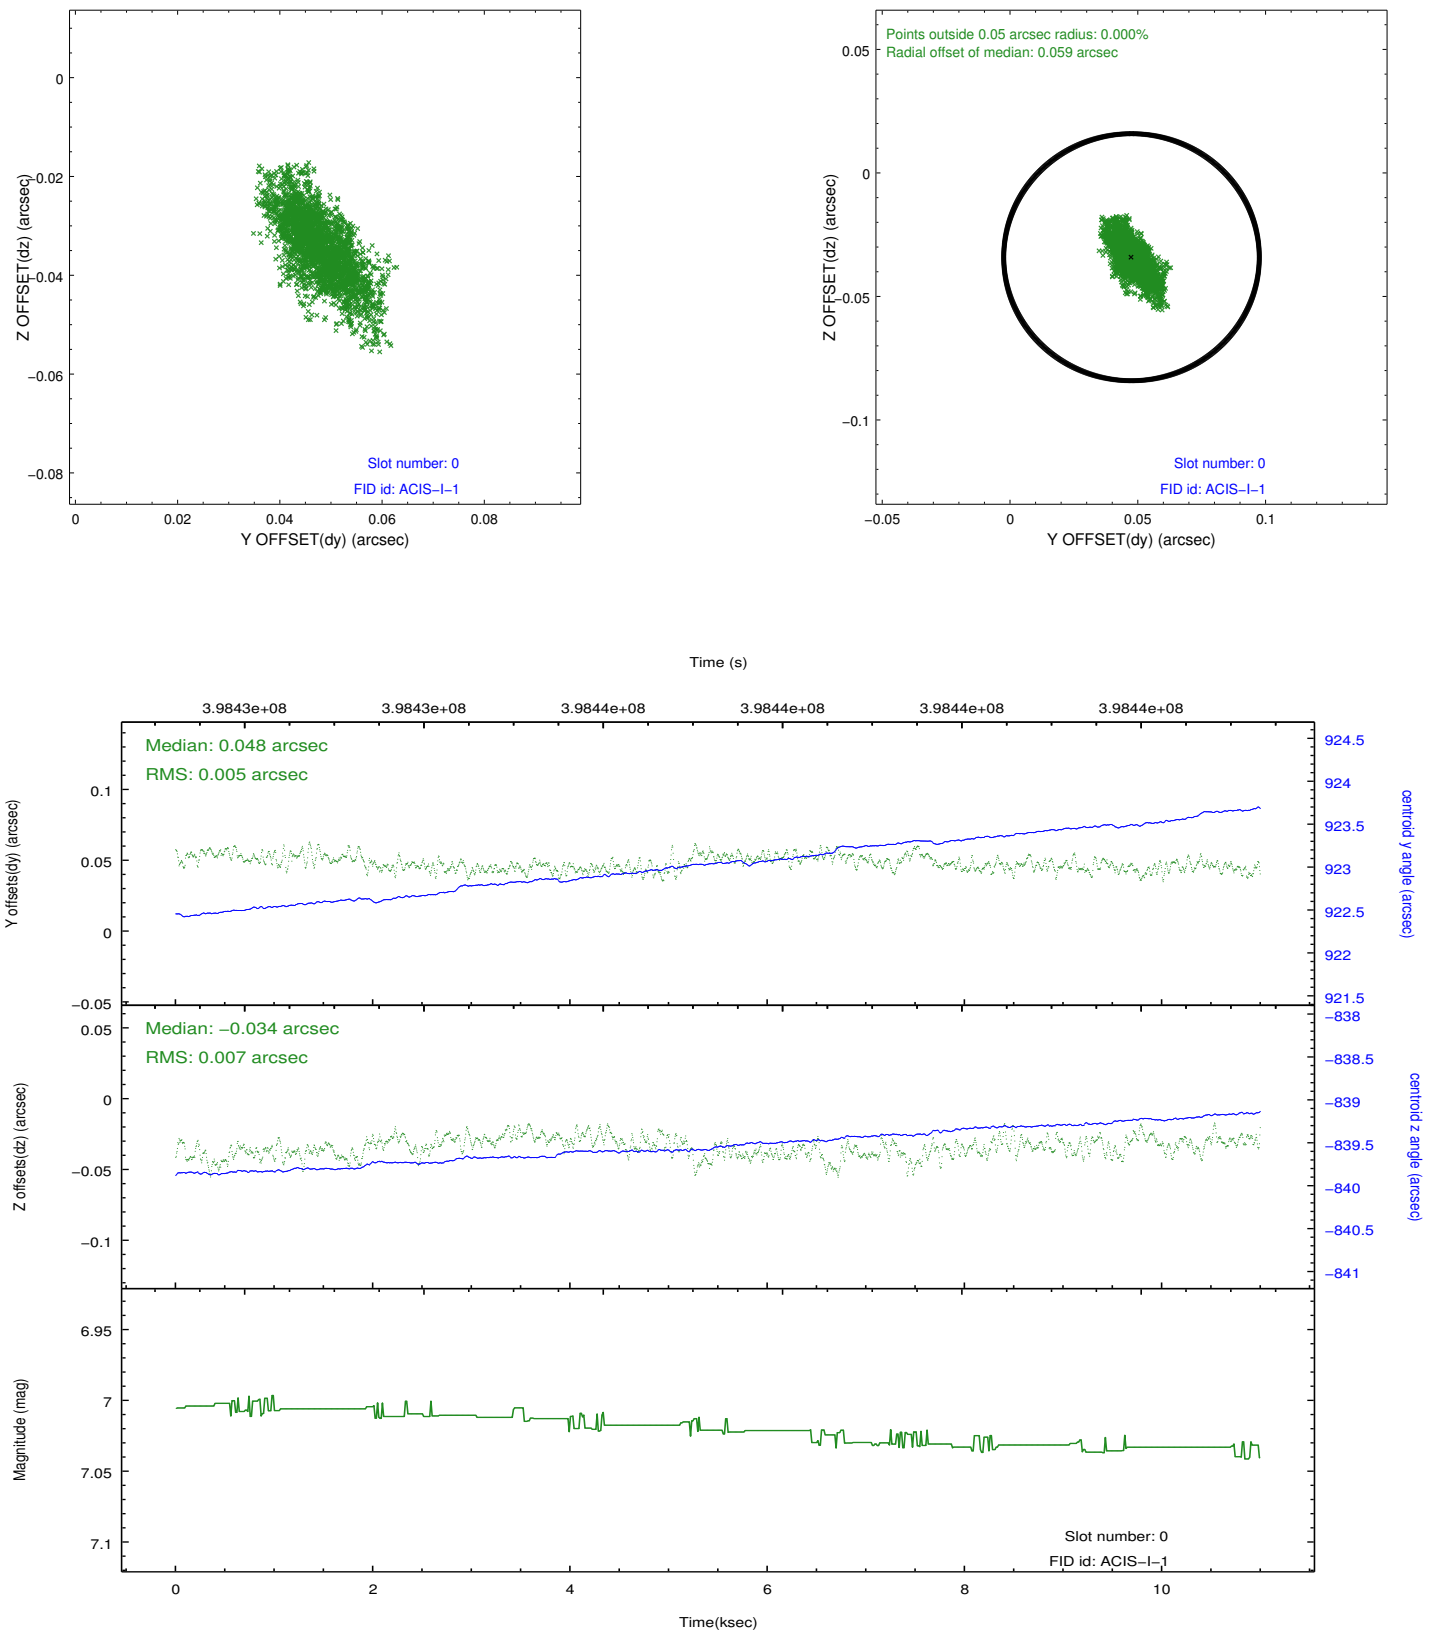 0
−0.02
−0.04
−0.06
−0.08
Z OFFSET(dz) (arcsec)
Slot number: 0
FID id: ACIS−I−1
0 0.02 0.04 0.06 0.08
Y OFFSET(dy) (arcsec)
Points outside 0.05 arcsec radius: 0.000%
Radial offset of median: 0.059 arcsec
0.05
0
−0.05
−0.1
Z OFFSET(dz) (arcsec)
Slot number: 0
FID id: ACIS−I−1
−0.05 0 0.05 0.1
Y OFFSET(dy) (arcsec)
Time (s)
3.9843e+08 3.9843e+08 3.9844e+08 3.9844e+08 3.9844e+08 3.9844e+08
Median: 0.048 arcsec
RMS: 0.005 arcsec
0.1
0.05
0
−0.05
Y offsets(dy) (arcsec)
924.5
924
923.5
923
922.5
922
921.5
centroid y angle (arcsec)
Median: −0.034 arcsec
RMS: 0.007 arcsec
0.05
0
−0.05
−0.1
Z offsets(dz) (arcsec)
−838
−838.5
−839
−839.5
−840
−840.5
−841
centroid z angle (arcsec)
6.95
7
7.05
7.1
Magnitude (mag)
Slot number: 0
FID id: ACIS−I−1
0 2 4 6 8 10
Time(ksec)